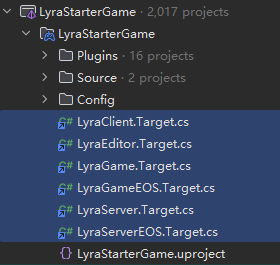 LyraStarterGame · 2,017 projects
LyraStarterGame
Plugins · 16 projects
Source · 2 projects
Config
C# LyraClient.Target.cs
C# LyraEditor.Target.cs
C# LyraGame.Target.cs
C# LyraGameEOS.Target.cs
C# LyraServer.Target.cs
C# LyraServerEOS.Target.cs
{} LyraStarterGame.uproject